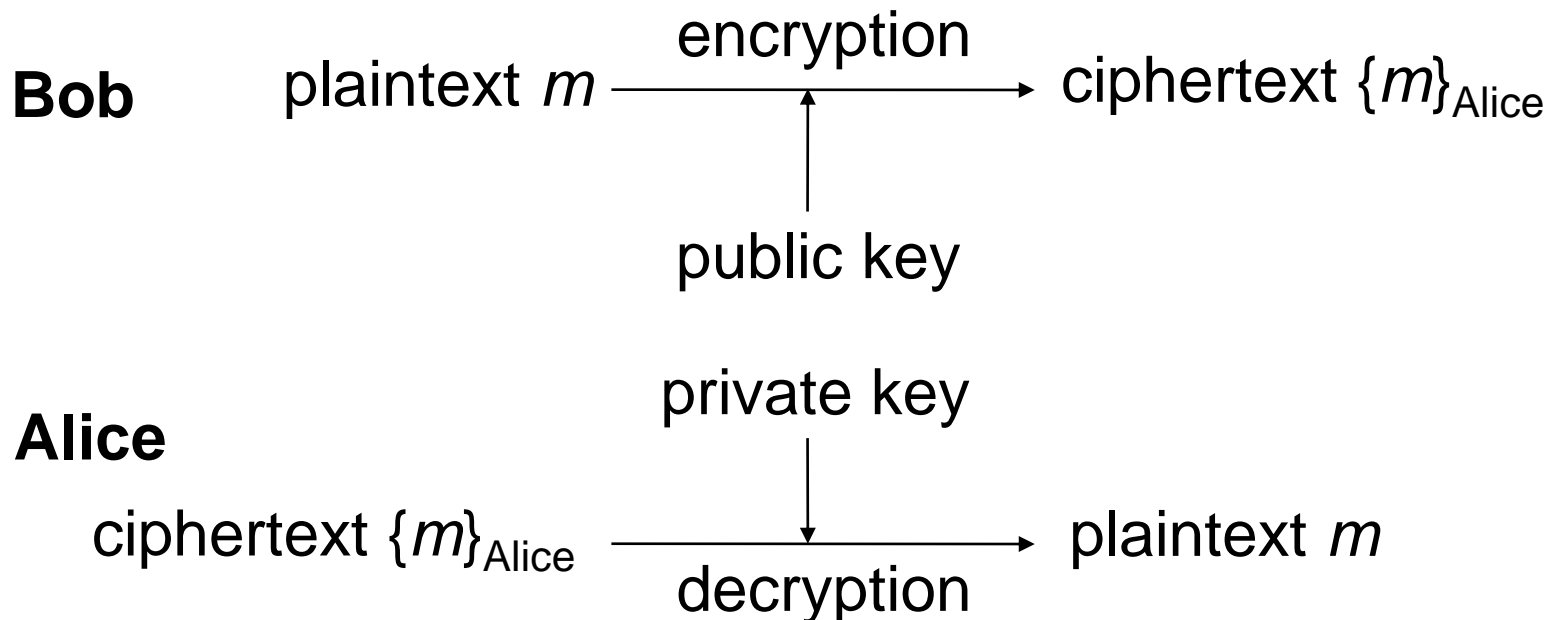 encryption
Bob plaintext m ciphertext {m}Alice
public key
private key
Alice
ciphertext {m}Alice plaintext m
decryption